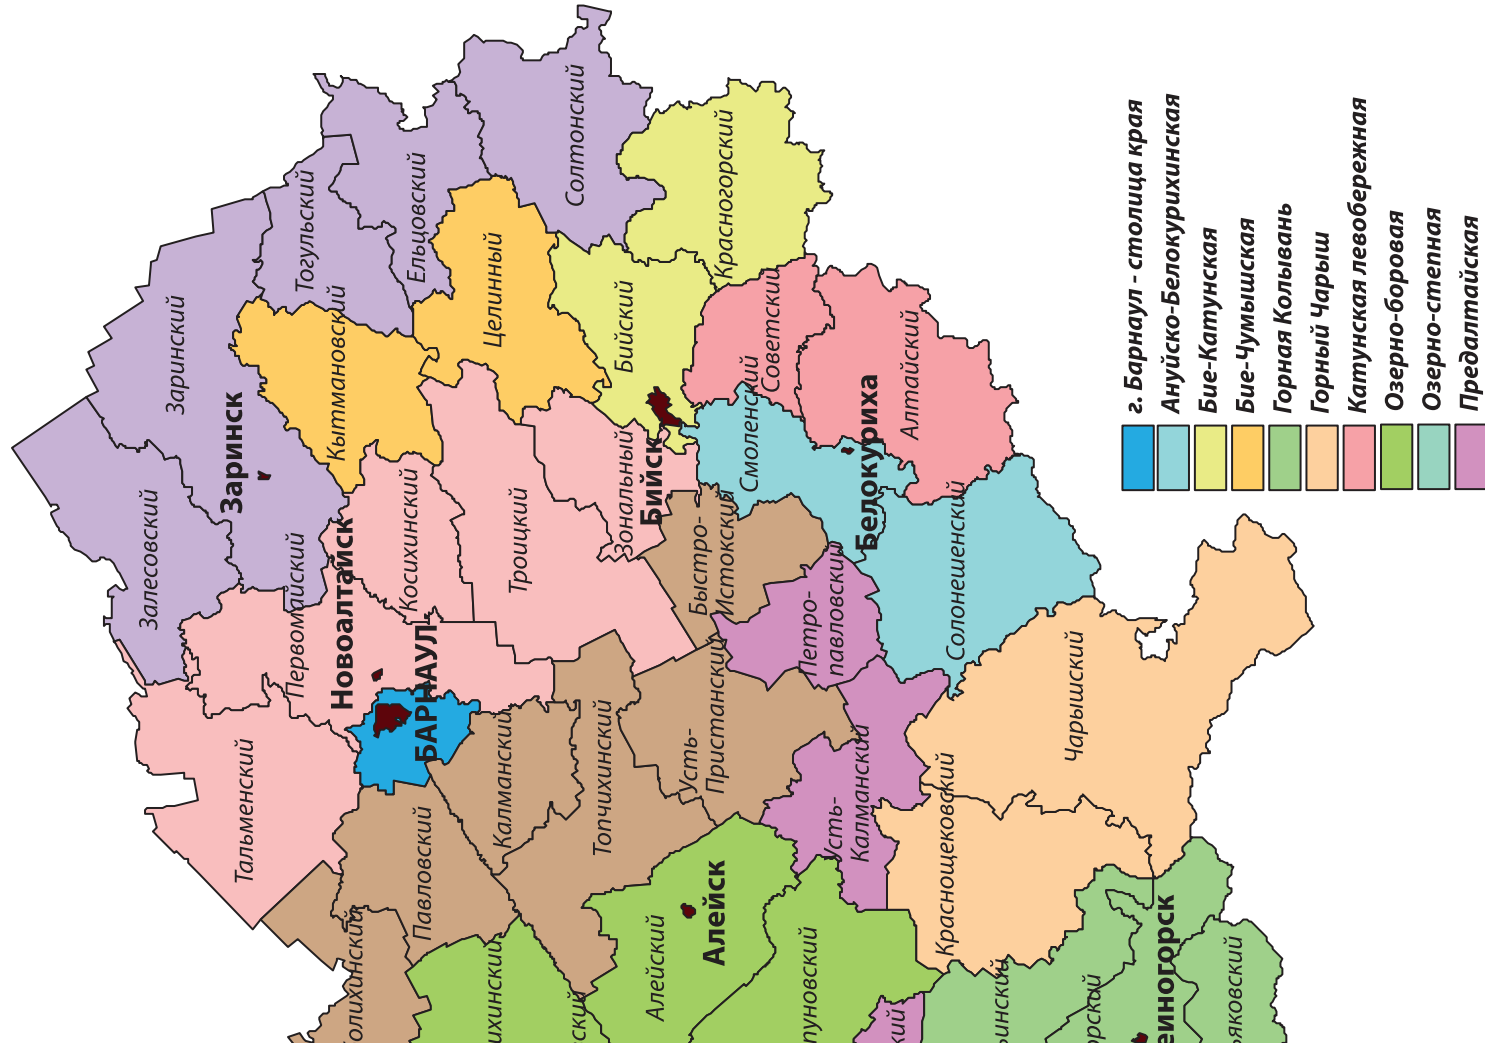 Залесовский
Заринский
Заринск
Тогульский
Ельцовский
Солтонский
Красногорский
Кытмановский
Целинный
Бийский
Советский
Алтайский
Смоленский
Белокуриха
Солонешенский
Бийск
Зональный
Троицкий
Косихинский
Первомайский
Новоалтайск
БАРНАУЛ
Тальменский
Быстро-
Истокский
Петро-
павловский
Усть-
Пристанский
Топчихинский
Калманский
Павловский
Усть-
Калманский
Чарышский
Краснощековский
Алейский
Алейск
г. Барнаул - столица края
Ануйско-Белокурихинская
Бие-Катунская
Бие-Чумышская
Горная Колывань
Горный Чарыш
Катунская левобережная
Озерно-боровая
Озерно-степная
Предалтайская